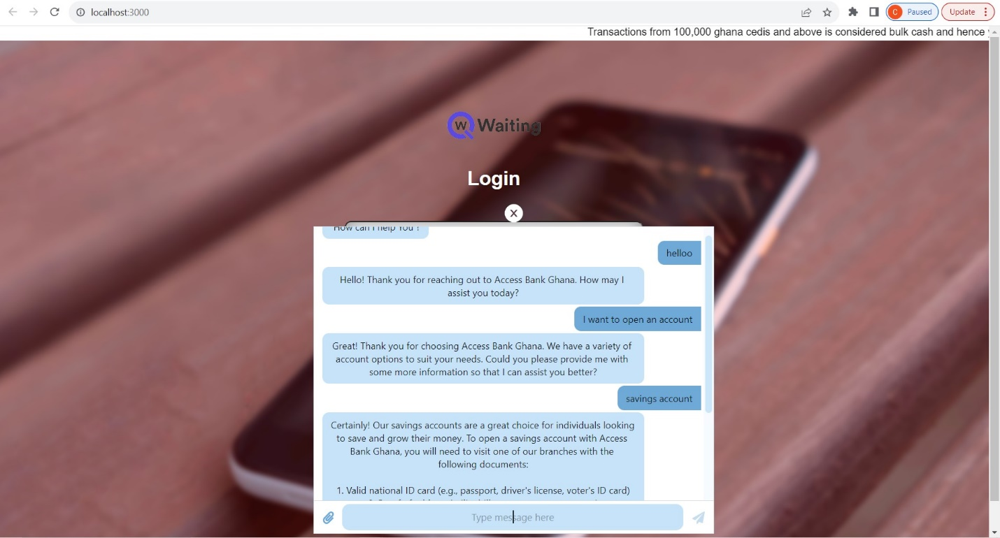 localhost:3000
C Paused
Update
Transactions from 100,000 ghana cedis and above is considered bulk cash and hence
W Waiting
Login
X
How can I help You ?
helloo
Hello! Thank you for reaching out to Access Bank Ghana. How may I
assist you today?
I want to open an account
Great! Thank you for choosing Access Bank Ghana. We have a variety of
account options to suit your needs. Could you please provide me with
some more information so that I can assist you better?
savings account
Certainly! Our savings accounts are a great choice for individuals looking
to save and grow their money. To open a savings account with Access
Bank Ghana, you will need to visit one of our branches with the
following documents:
1. Valid national ID card (e.g., passport, driver's license, voter's ID card)
Type message here